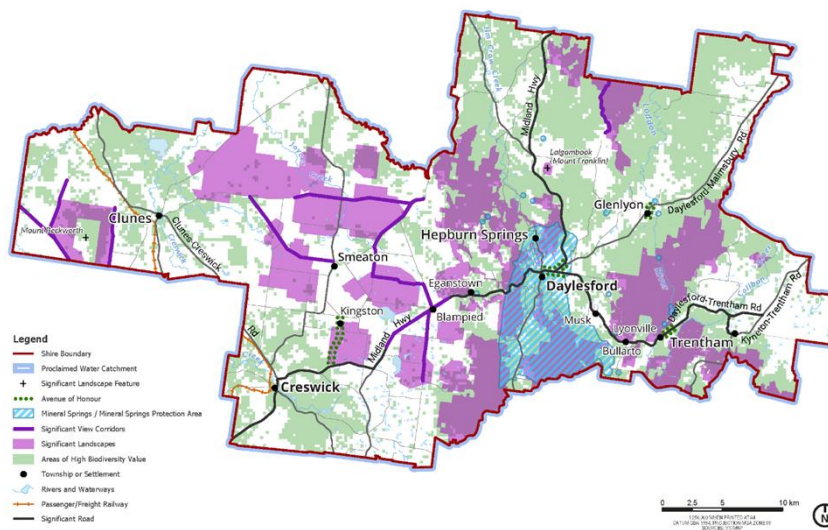 Midland Hwy
Loddon
Lalgambook
(Mount Franklin)
Daylesford-Malmsbury Rd
Glenlyon
Clunes
Mount Beckworth
Creek
Clunes-Creswick
Rd
Hepburn Springs
Smeaton
Eganstown
Daylesford
Kingston
Blampied
Midland Hwy
Musk
Lyonville
Bullarto
Daylesford-Trentham Rd
Trentham
Kyneton-Trentham Rd
Creswick
Legend
Shire Boundary
Proclaimed Water Catchment
Significant Landscape Feature
Avenue of Honour
Mineral Springs / Mineral Springs Protection Area
Significant View Corridors
Significant Landscapes
Areas of High Biodiversity Value
Township or Settlement
Rivers and Waterways
Passenger/Freight Railway
Significant Road
0 2.5 5 10 km
N